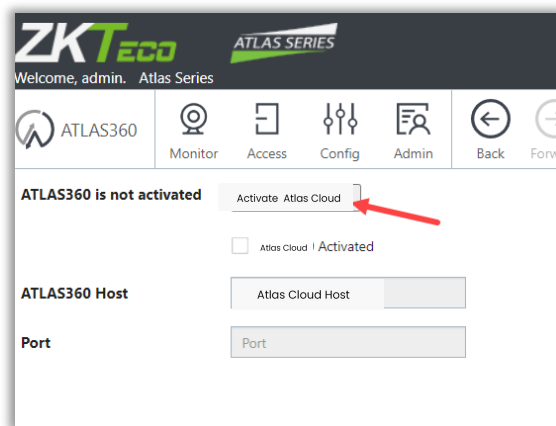 ZKTECO
ATLAS SERIES
Welcome, admin. Atlas Series
ATLAS360
Monitor
Access
Config
Admin
Back
ATLAS360 is not activated
Activate Atlas Cloud
Atlas Cloud Activated
ATLAS360 Host
Atlas Cloud Host
Port
Port